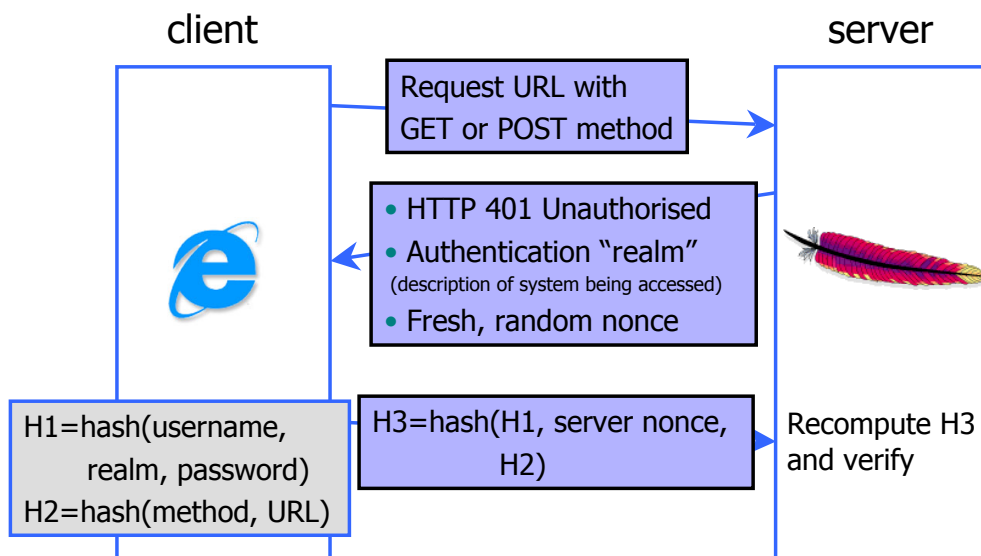 client
server
Request URL with
GET or POST method
• HTTP 401 Unauthorised
• Authentication “realm”
(description of system being accessed)
• Fresh, random nonce
H1=hash(username,
realm, password)
H2=hash(method, URL)
H3=hash(H1, server nonce,
H2)
Recompute H3
and verify